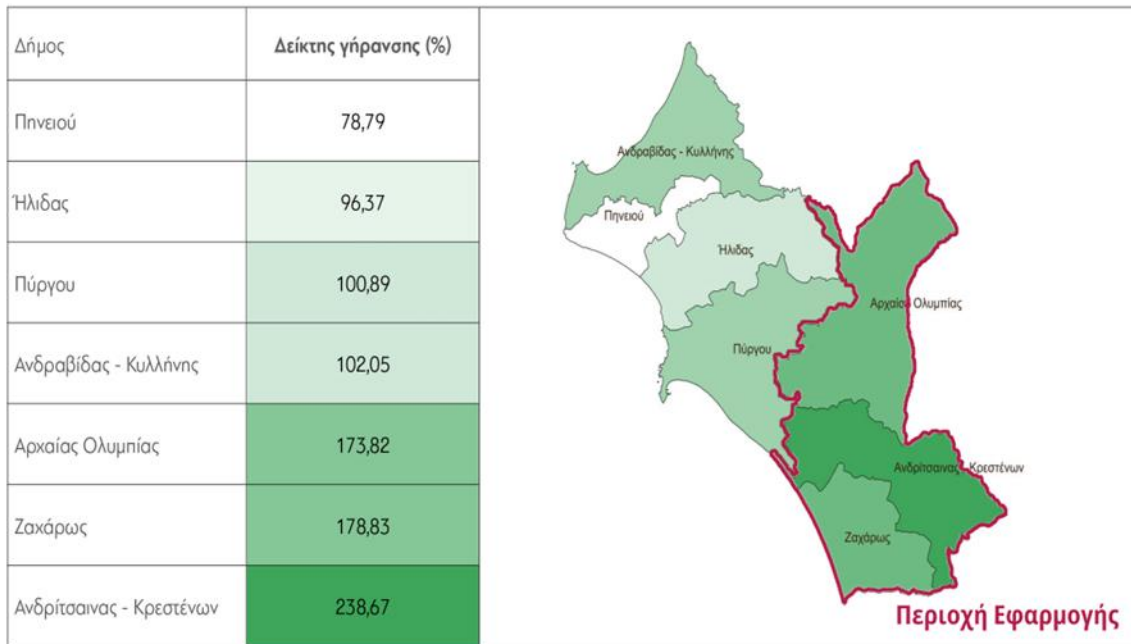 Δήμος Δείκτης γήρανσης (%)
Πηνειού 78,79
Ήλιδας 96,37
Πύργου 100,89
Ανδραβίδας - Κυλλήνης 102,05
Αρχαίας Ολυμπίας 173,82
Ζαχάρως 178,83
Ανδρίτσαινας - Κρεστένων 238,67
Ανδραβίδας - Κυλλήνης
Πηνειού
Ήλιδας
Αρχαίου Ολυμπίας
Πύργου
Ανδρίτσαινας - Κρεστένων
Ζαχάρως
Περιοχή Εφαρμογής